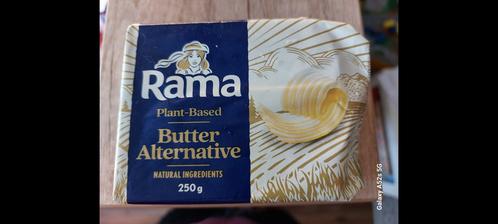 Rama
Plant-Based
Butter
Alternative
NATURAL INGREDIENTS
250g
Galaxy A52s 5G